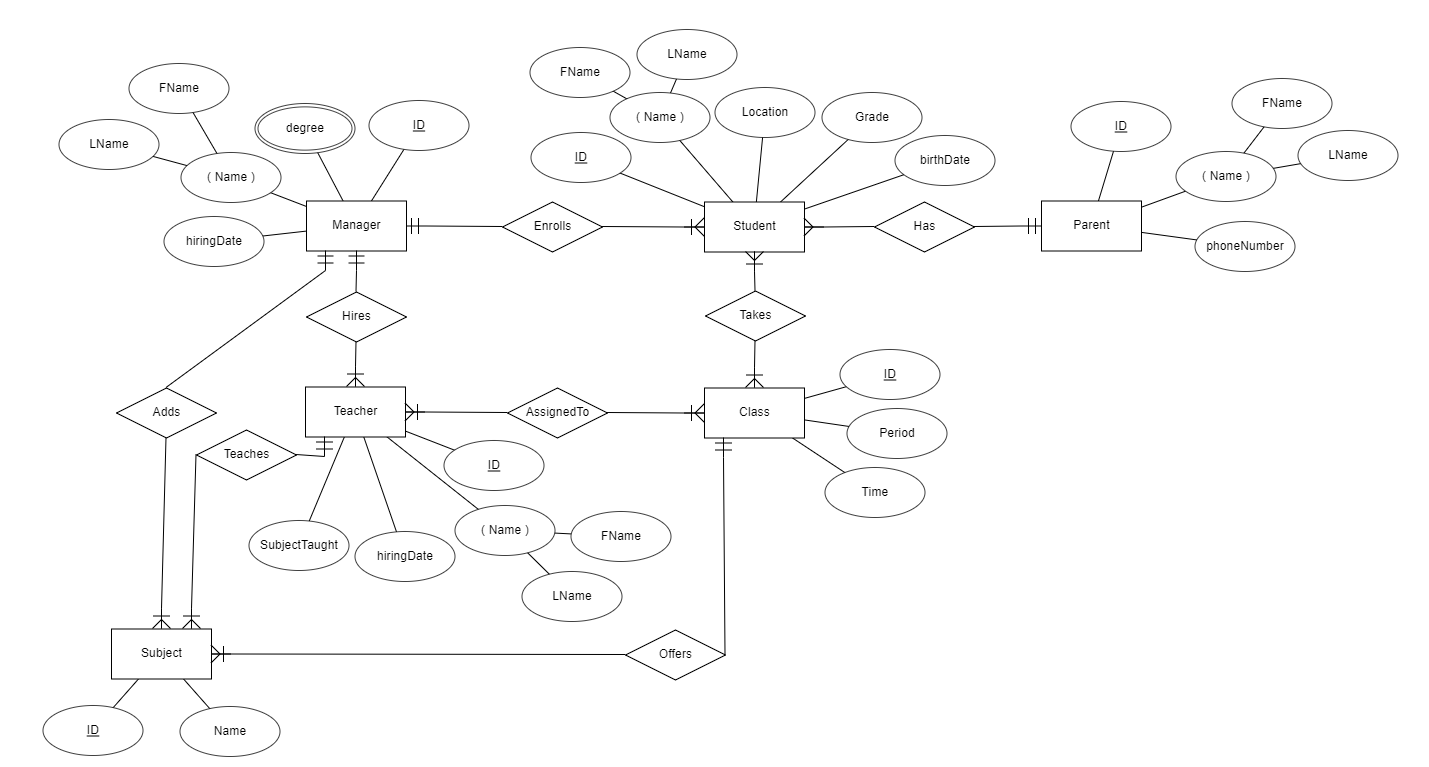 LName
FName
FName
LName
( Name )
Location
Grade
FName
degree
ID
ID
LName
ID
birthDate
LName
( Name )
( Name )
hiringDate
Manager
Enrolls
Student
Has
Parent
phoneNumber
Hires
Takes
ID
Adds
Teacher
AssignedTo
Class
Period
Teaches
ID
Time
SubjectTaught
hiringDate
( Name )
FName
LName
Subject
Offers
ID
Name